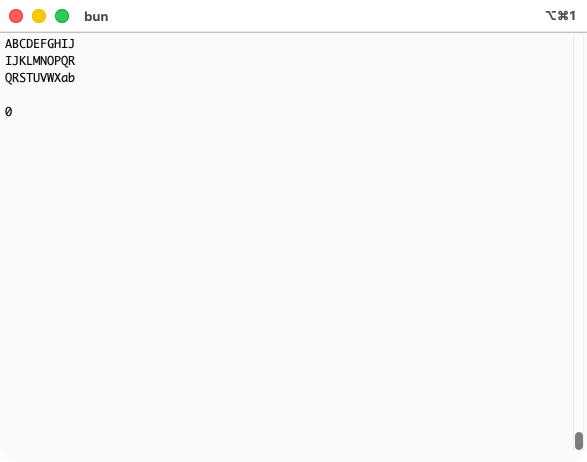 bun
⌥⌘1
ABCDEFGHIJ
IJKLMNOPQR
QRSTUVWXab

0